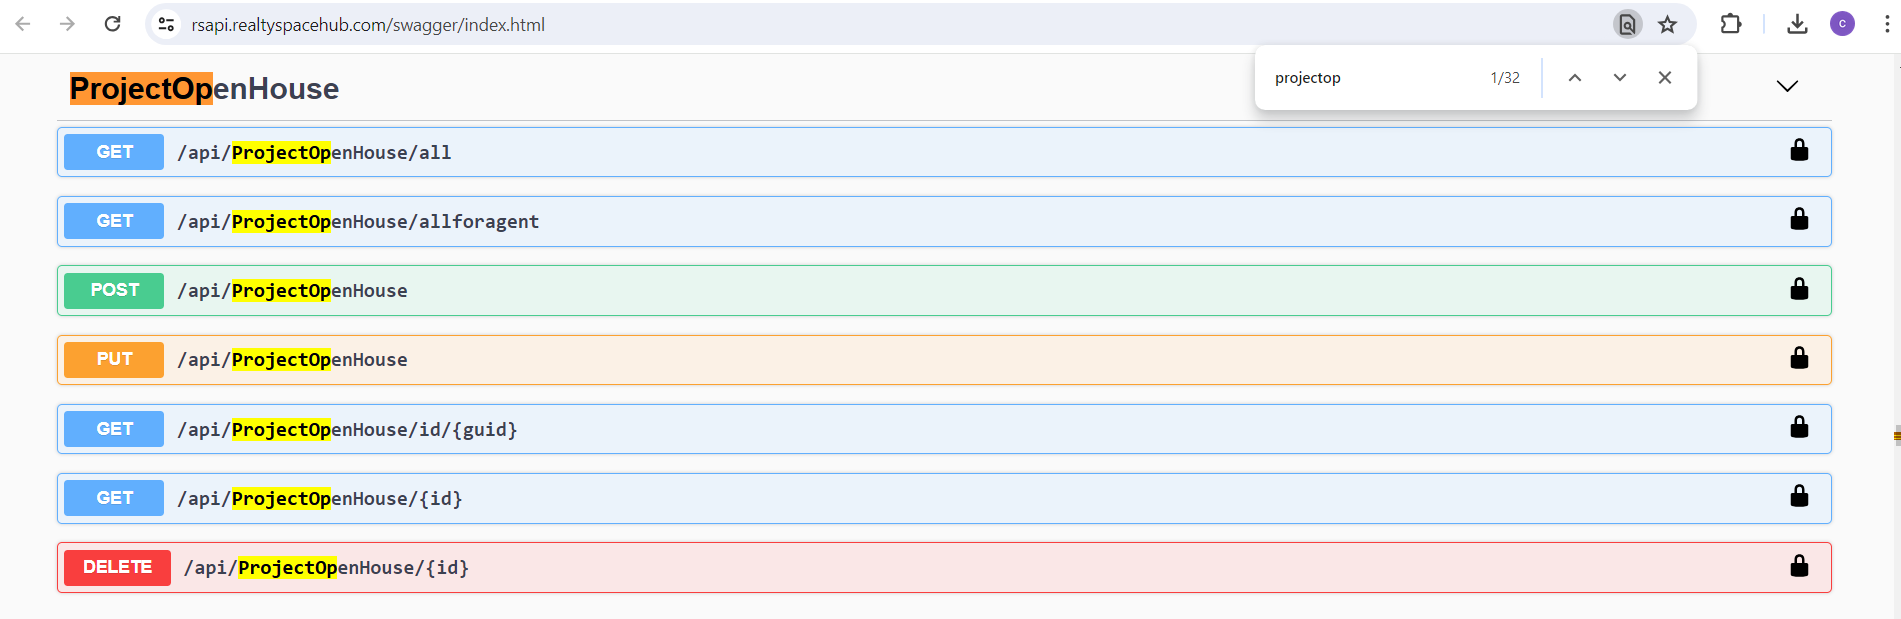 rsapi.realtyspacehub.com/swagger/index.html
C
projectop 1/32
ProjectOpenHouse
GET /api/ProjectOpenHouse/all
GET /api/ProjectOpenHouse/allforagent
POST /api/ProjectOpenHouse
PUT /api/ProjectOpenHouse
GET /api/ProjectOpenHouse/id/{guid}
GET /api/ProjectOpenHouse/{id}
DELETE /api/ProjectOpenHouse/{id}